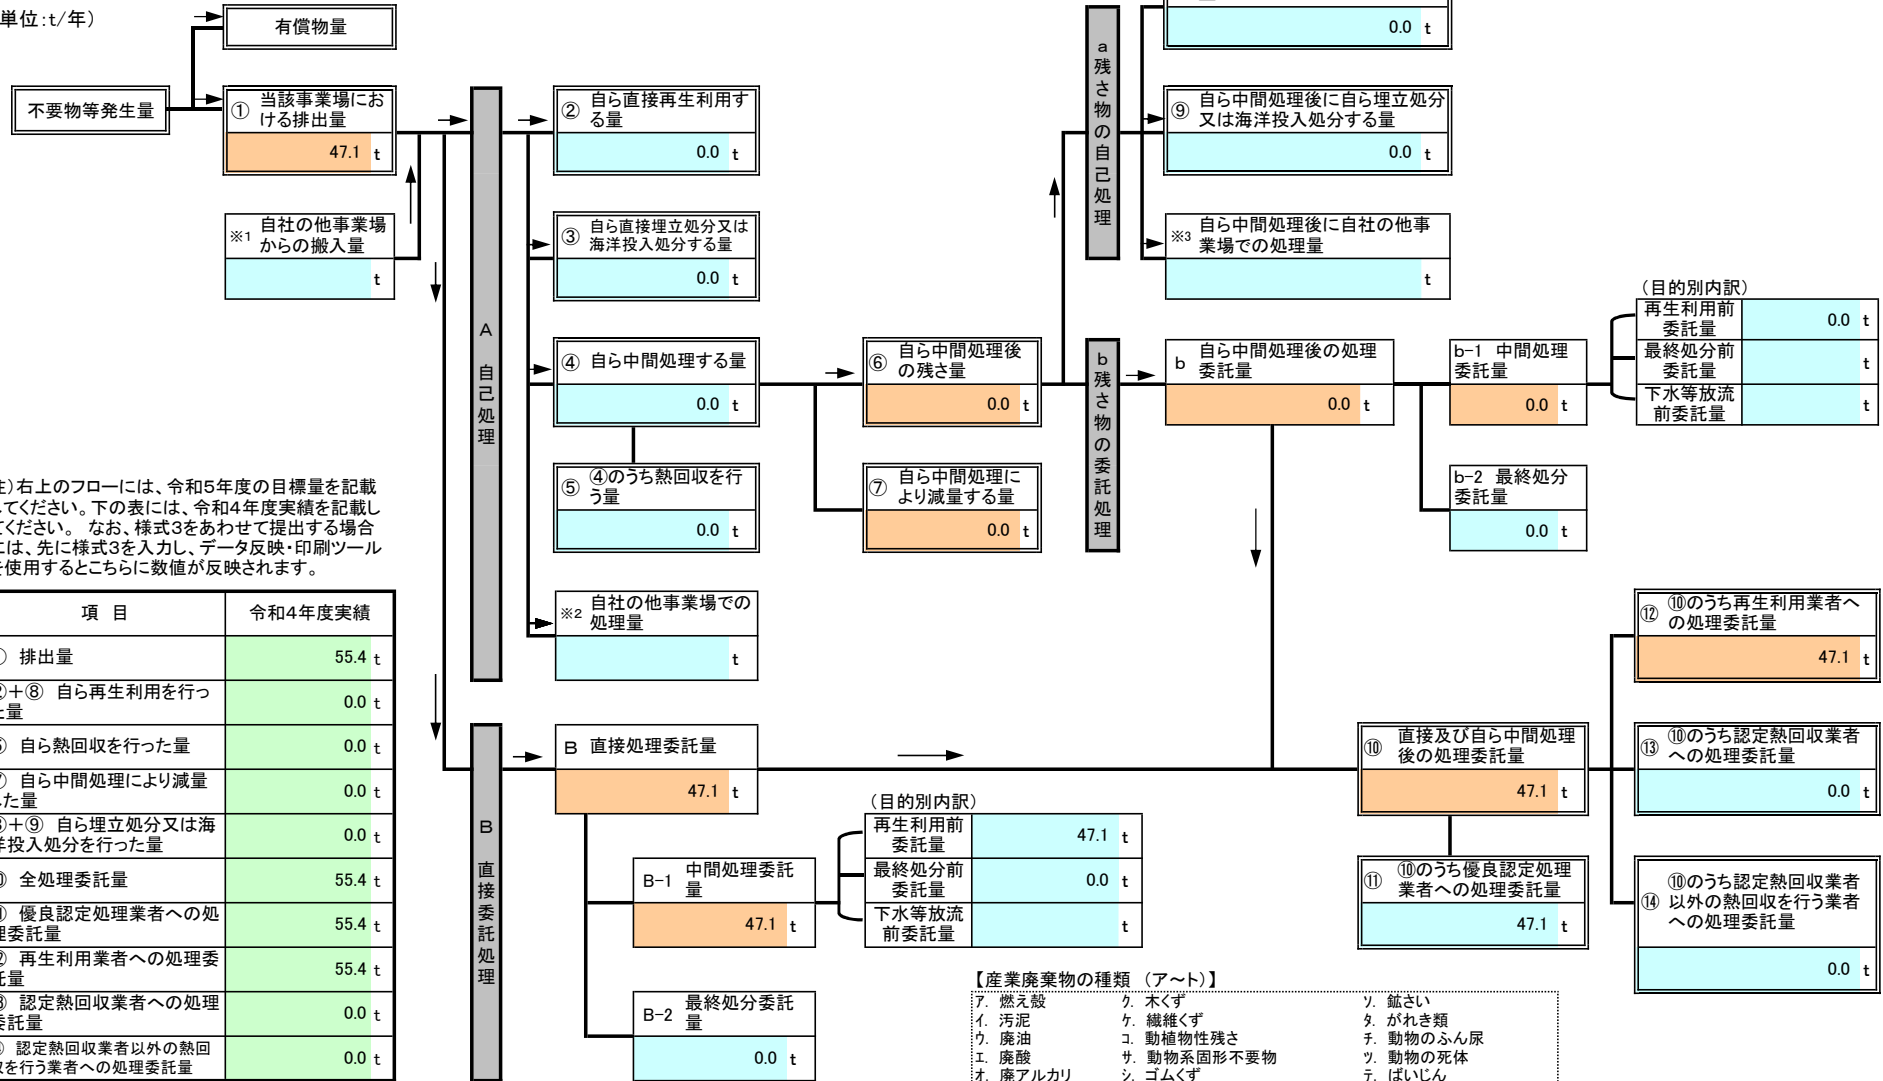 単位:t/年）
有償物量
不要物等発生量
① 当該事業場にお
ける排出量
47.1 t
※1 自社の他事業場
からの搬入量
t
A 自己処理
② 自ら直接再生利用す
る量
0.0 t
③ 自ら直接埋立処分又は
海洋投入処分する量
0.0 t
④ 自ら中間処理する量
0.0 t
⑤ ④のうち熱回収を行
う量
0.0 t
※2 自社の他事業場での
処理量
t
⑥ 自ら中間処理後
の残さ量
0.0 t
⑦ 自ら中間処理に
より減量する量
0.0 t
a 残さ物の自己処理
0.0 t
⑨ 自ら中間処理後に自ら埋立処分
又は海洋投入処分する量
0.0 t
※3 自ら中間処理後に自社の他事
業場での処理量
t
b 残さ物の委託処理
b 自ら中間処理後の処理
委託量
0.0 t
b-1 中間処理
委託量
0.0 t
b-2 最終処分
委託量
0.0 t
（目的別内訳）
再生利用前
委託量
0.0 t
最終処分前
委託量
t
下水等放流
前委託量
t
注）右上のフローには、令和5年度の目標量を記載
してください。下の表には、令和4年度実績を記載し
てください。 なお、様式3をあわせて提出する場合
には、先に様式3を入力し、データ反映・印刷ツール
を使用するとこちらに数値が反映されます。
項 目 令和4年度実績
① 排出量 55.4 t
②＋⑧ 自ら再生利用を行っ
た量 0.0 t
⑤ 自ら熱回収を行った量 0.0 t
⑦ 自ら中間処理により減量
した量 0.0 t
③＋⑨ 自ら埋立処分又は海
洋投入処分を行った量 0.0 t
⑩ 全処理委託量 55.4 t
⑪ 優良認定処理業者への処
理委託量 55.4 t
⑫ 再生利用業者への処理委
託量 55.4 t
⑬ 認定熱回収業者への処理
委託量 0.0 t
⑭ 認定熱回収業者以外の熱回
収を行う業者への処理委託量 0.0 t
B 直接委託処理
B 直接処理委託量
47.1 t
B-1 中間処理委託
量
47.1 t
B-2 最終処分委託
量
0.0 t
（目的別内訳）
再生利用前
委託量
47.1 t
最終処分前
委託量
0.0 t
下水等放流
前委託量
t
⑩ 直接及び自ら中間処理
後の処理委託量
47.1 t
⑪ ⑩のうち優良認定処理
業者への処理委託量
47.1 t
⑫ ⑩のうち再生利用業者へ
の処理委託量
47.1 t
⑬ ⑩のうち認定熱回収業者
への処理委託量
0.0 t
⑭ ⑩のうち認定熱回収業者
以外の熱回収を行う業者
への処理委託量
0.0 t
【産業廃棄物の種類 （ア～ト）】
ア. 燃え殻 ク. 木くず ソ. 鉱さい
イ. 汚泥 ケ. 繊維くず タ. がれき類
ウ. 廃油 コ. 動植物性残さ チ. 動物のふん尿
エ. 廃酸 サ. 動物系固形不要物 ツ. 動物の死体
オ. 廃アルカリ シ. ゴムくず テ. ばいじん